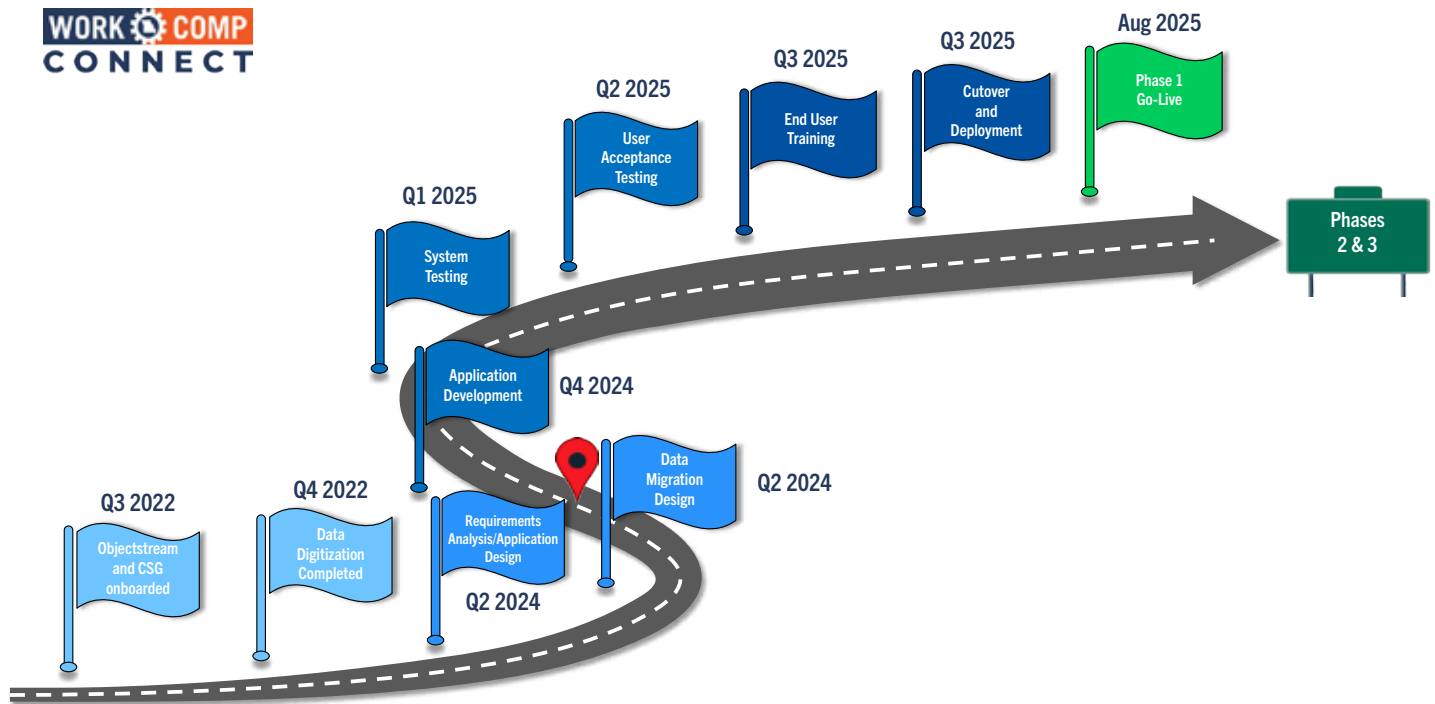 WORK COMP
CONNECT
Q3 2022
Objectstream
and CSG
onboarded
Q4 2022
Data
Digitization
Completed
Requirements
Analysis/Application
Design
Q2 2024
Data
Migration
Design
Q2 2024
Application
Development
Q4 2024
Q1 2025
System
Testing
Q2 2025
User
Acceptance
Testing
Q3 2025
End User
Training
Q3 2025
Cutover
and
Deployment
Aug 2025
Phase 1
Go-Live
Phases
2 & 3